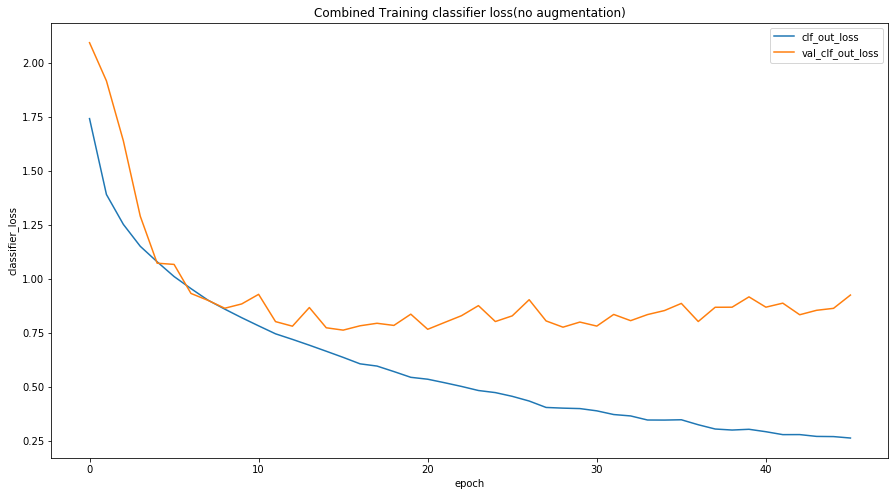 Combined Training classifier loss(no augmentation)
clf_out_loss
val_clf_out_loss
classifier_loss
2.00
1.75
1.50
1.25
1.00
0.75
0.50
0.25
0 10 20 30 40
epoch